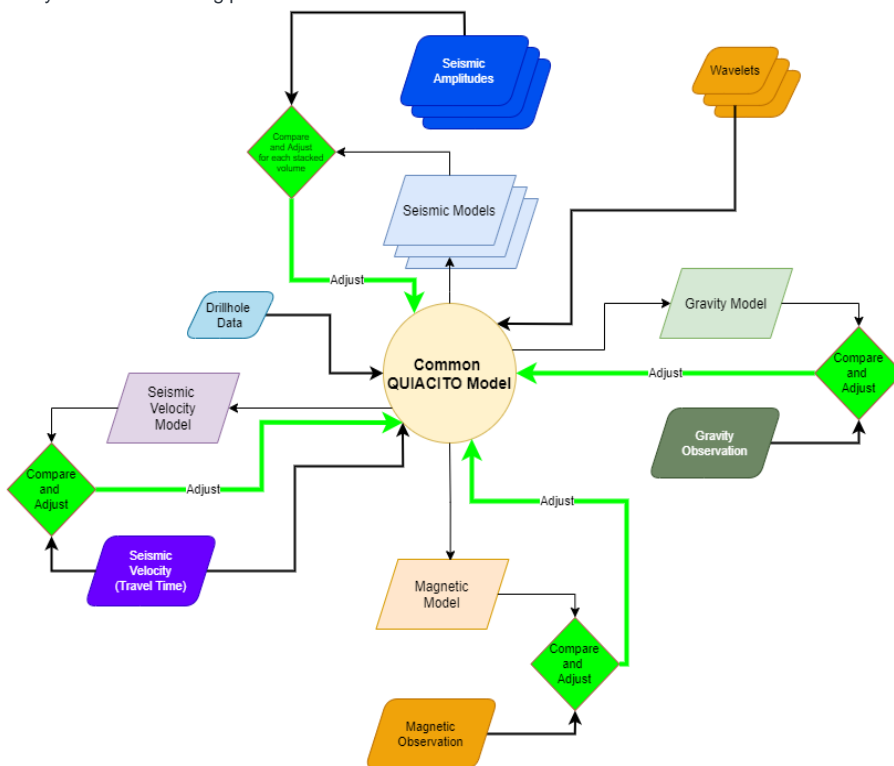 Seismic
Amplitudes
Wavelets
Compare
and Adjust
for each stacked
volume
Seismic Models
Adjust
Drillhole
Data
Gravity Model
Common
QUIACITO Model
Adjust
Compare
and
Adjust
Seismic
Velocity
Model
Gravity
Observation
Compare
and
Adjust
Adjust
Adjust
Seismic
Velocity
(Travel Time)
Magnetic
Model
Compare
and
Adjust
Magnetic
Observation